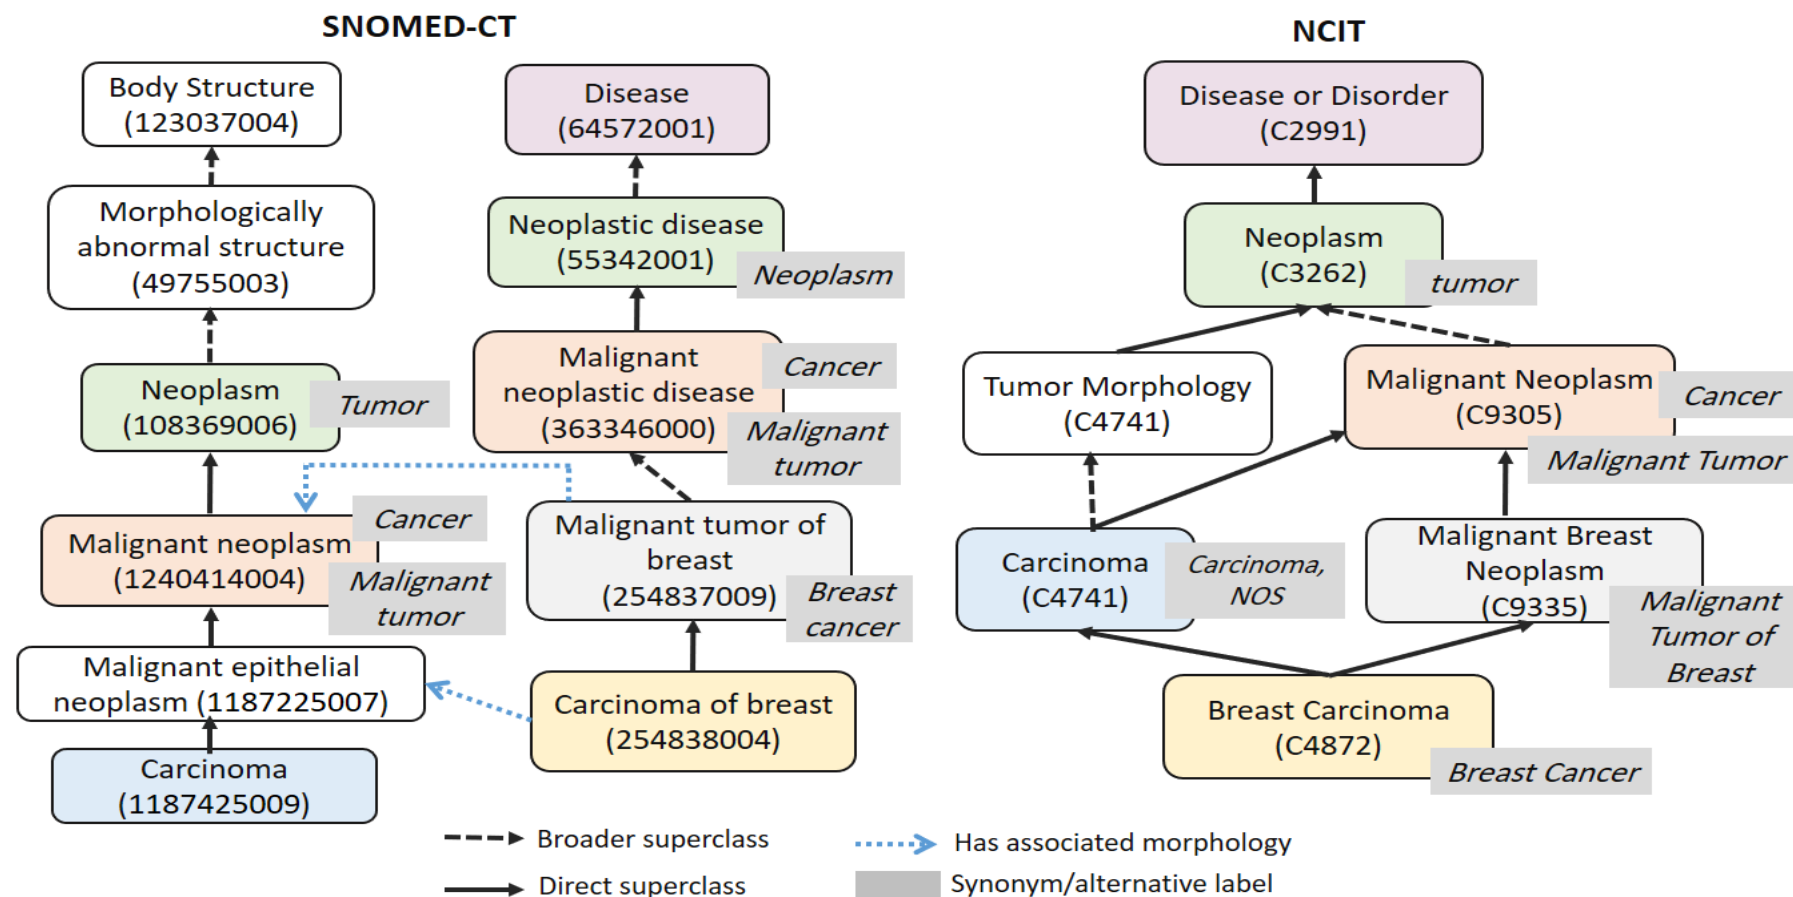 SNOMED-CT
Body Structure
(123037004)
Morphologically
abnormal structure
(49755003)
Neoplasm
(108369006)
Tumor
Malignant neoplasm
(1240414004)
Cancer
Malignant
tumor
Malignant epithelial
neoplasm (1187225007)
Carcinoma
(1187425009)
Disease
(64572001)
Neoplastic disease
(55342001)
Neoplasm
Malignant
neoplastic disease
(363346000)
Cancer
Malignant
tumor
Malignant tumor of
breast
(254837009)
Breast
cancer
Carcinoma of breast
(254838004)
NCIT
Disease or Disorder
(C2991)
Neoplasm
(C3262)
tumor
Tumor Morphology
(C4741)
Malignant Neoplasm
(C9305)
Cancer
Malignant Tumor
Carcinoma
(C4741)
Carcinoma,
NOS
Malignant Breast
Neoplasm
(C9335)
Malignant
Tumor of
Breast
Breast Carcinoma
(C4872)
Breast Cancer
Broader superclass
Direct superclass
Has associated morphology
Synonym/alternative label